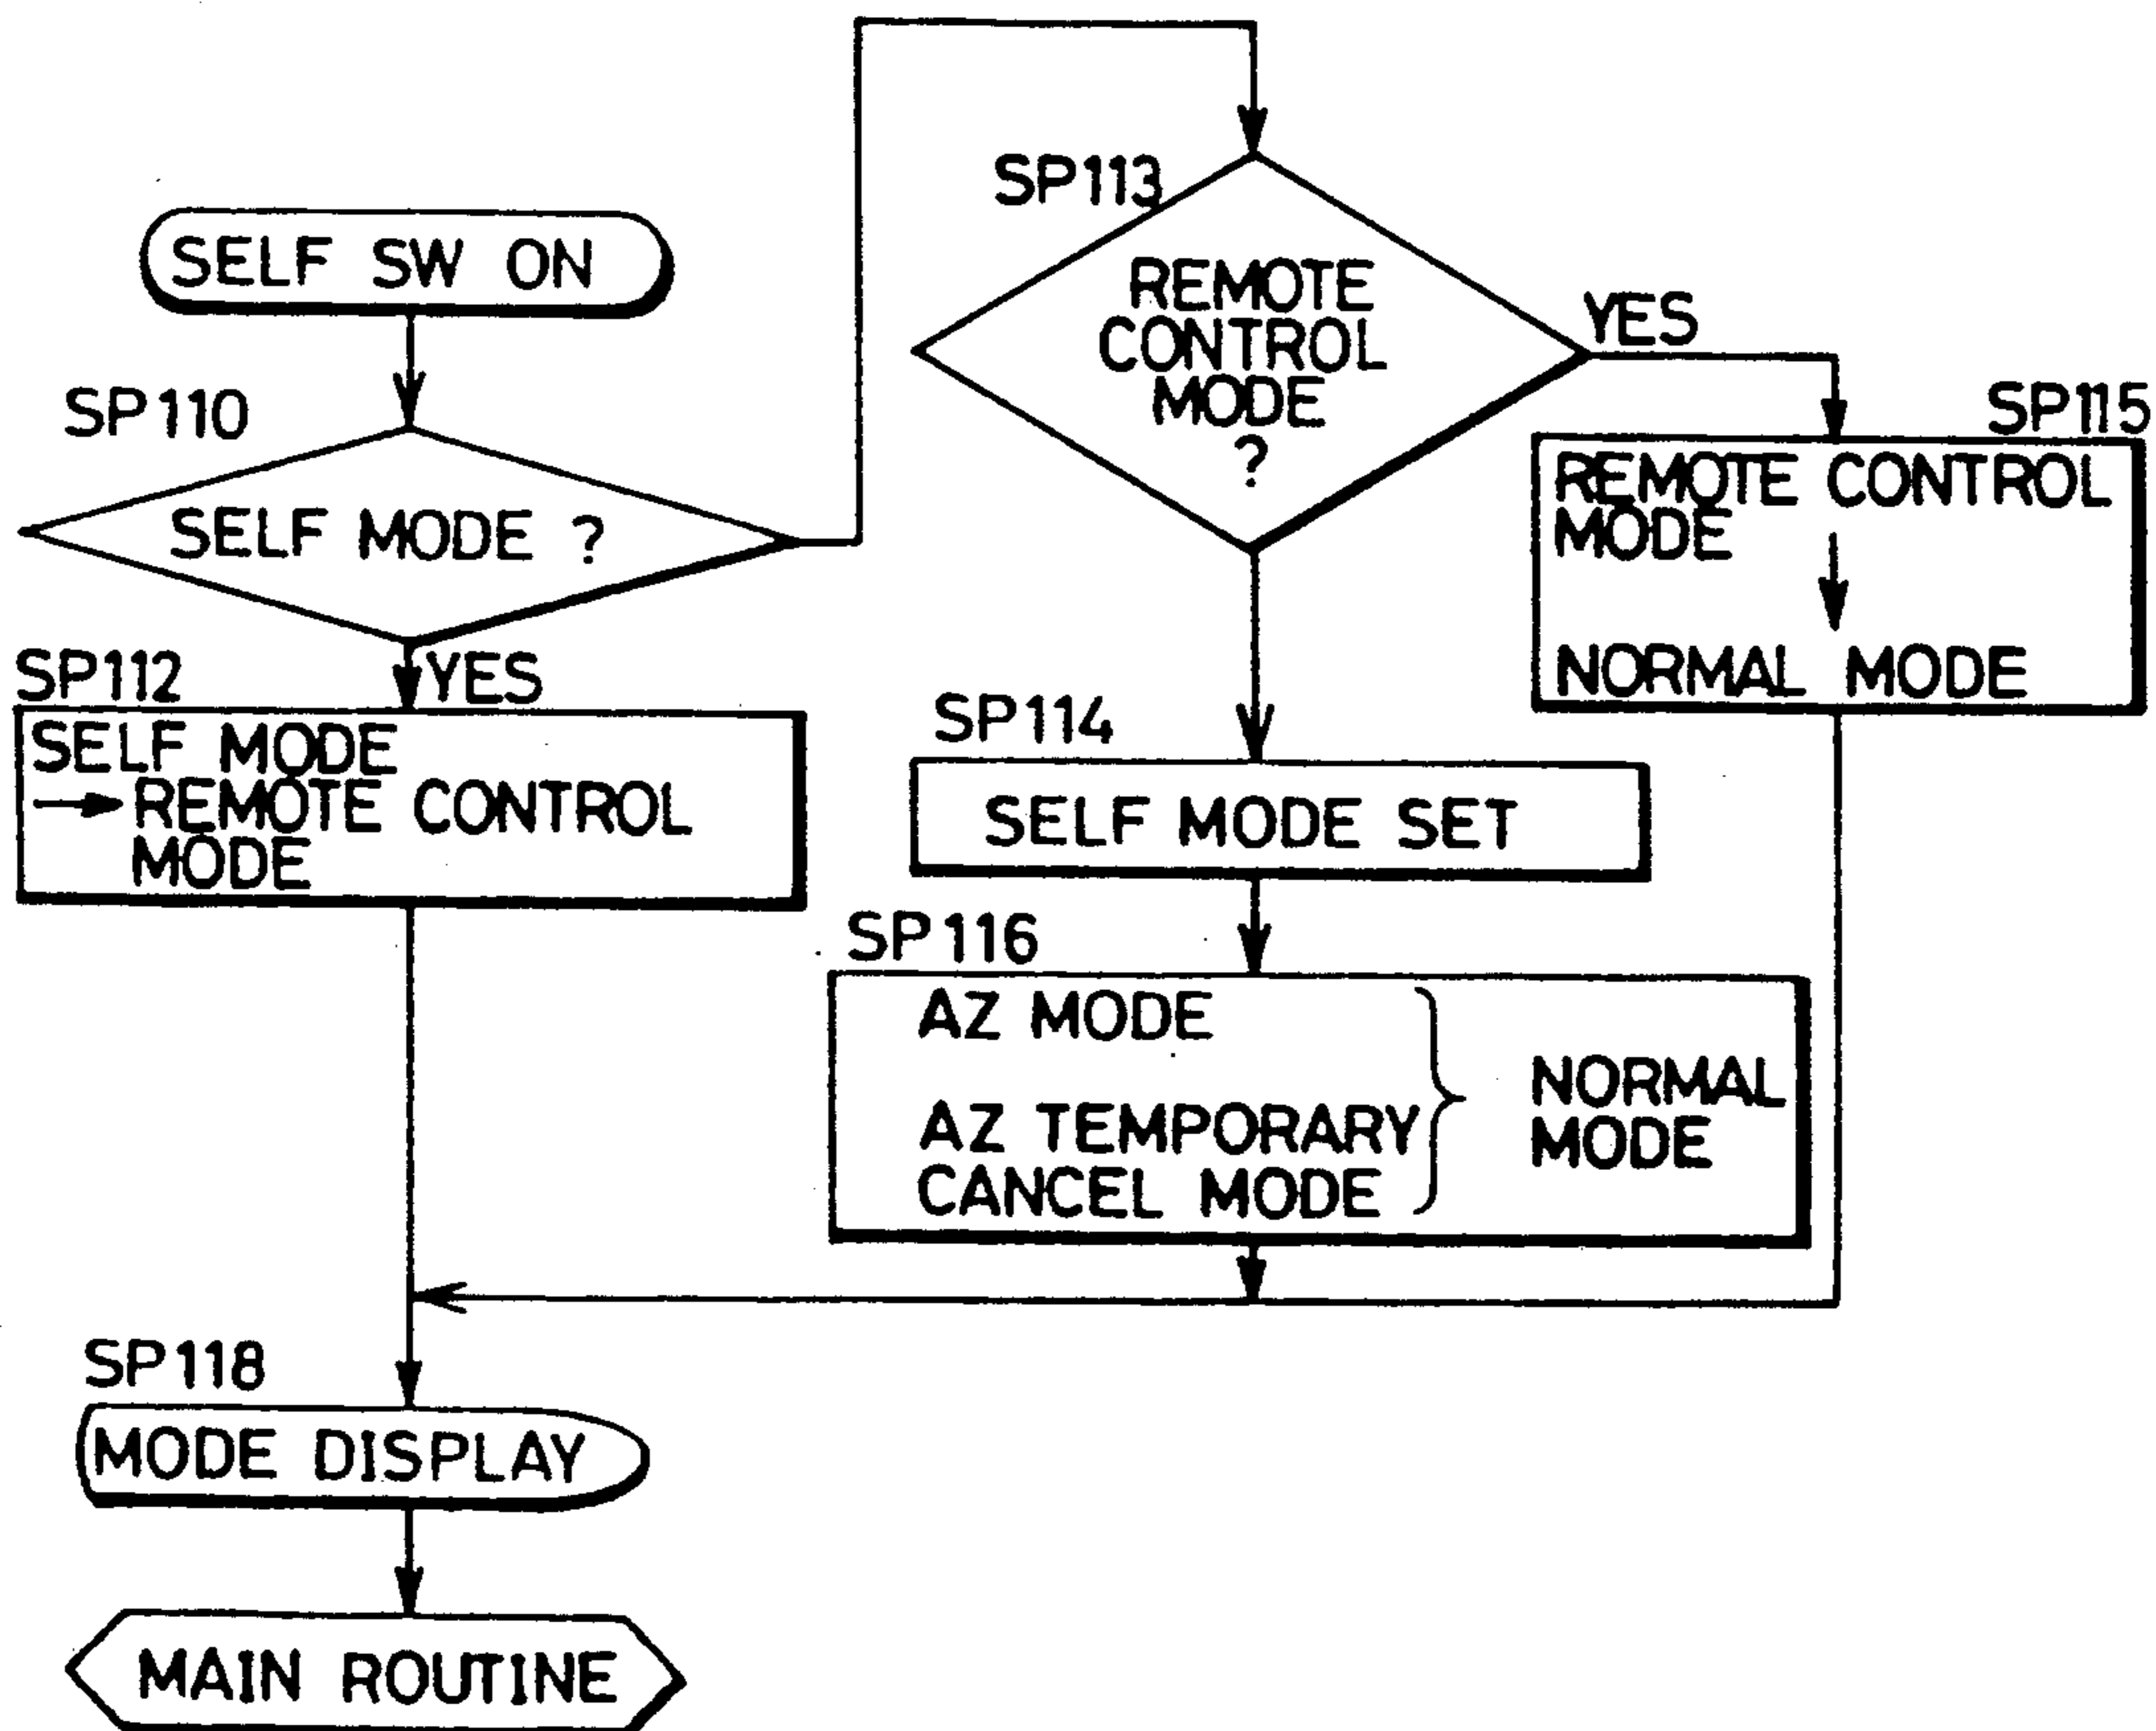 SELF SW ON
SP110
SELF MODE ?
YES
SP112
SELF MODE
→ REMOTE CONTROL
MODE
SP113
REMOTE
CONTROL
MODE
?
YES
SP115
REMOTE CONTROL
MODE
↓
NORMAL MODE
SP114
SELF MODE SET
SP116
AZ MODE
AZ TEMPORARY
CANCEL MODE
NORMAL
MODE
SP118
MODE DISPLAY
MAIN ROUTINE